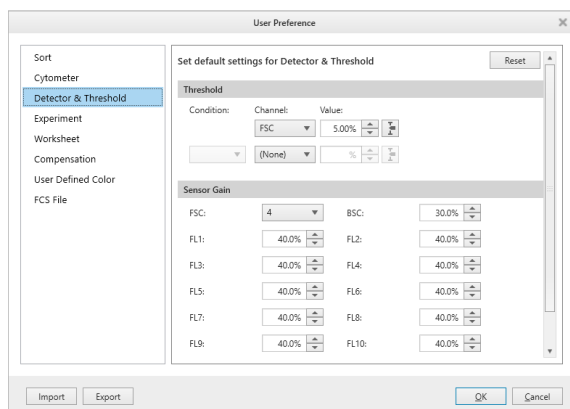 User Preference
Sort
Cytometer
Detector & Threshold
Experiment
Worksheet
Compensation
User Defined Color
FCS File
Set default settings for Detector & Threshold
Reset
Threshold
Condition: Channel: Value:
FSC 5.00%
(None) %
Sensor Gain
FSC: 4 BSC: 30.0%
FL1: 40.0% FL2: 40.0%
FL3: 40.0% FL4: 40.0%
FL5: 40.0% FL6: 40.0%
FL7: 40.0% FL8: 40.0%
FL9: 40.0% FL10: 40.0%
Import Export OK Cancel